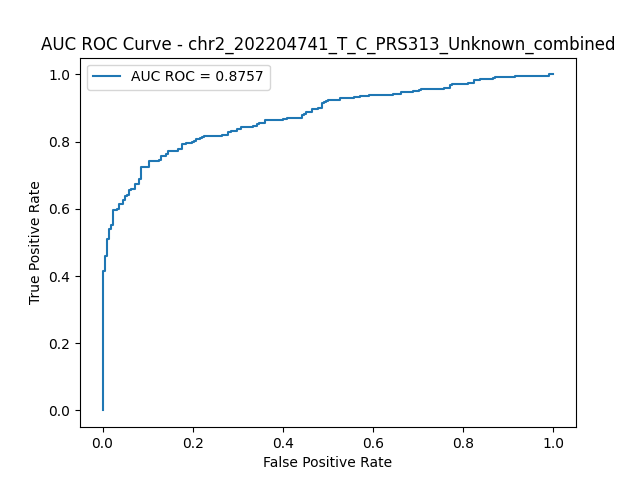 AUC ROC Curve - chr2_202204741_T_C_PRS313_Unknown_combined
AUC ROC = 0.8757
True Positive Rate
1.0
0.8
0.6
0.4
0.2
0.0
0.0 0.2 0.4 0.6 0.8 1.0
False Positive Rate